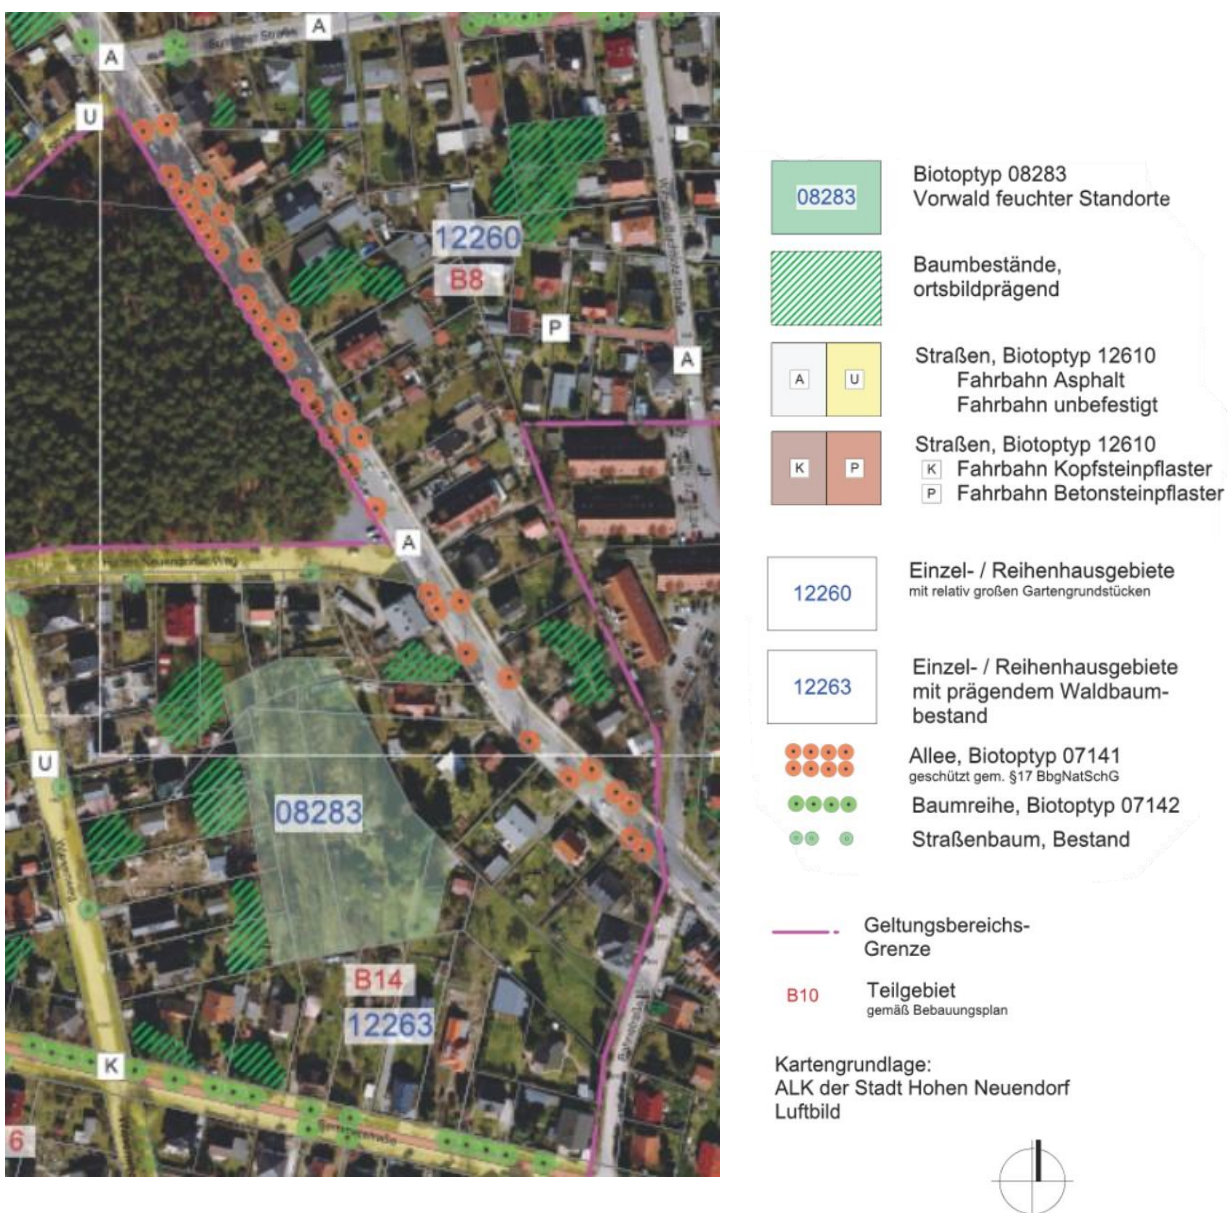 A
A
U
12260
B8
P
A
A
U
08283
B14
12263
K
6
08283
Biotoptyp 08283
Vorwald feuchter Standorte
Baumbestände,
ortsbildprägend
A
U
Straßen, Biotoptyp 12610
Fahrbahn Asphalt
Fahrbahn unbefestigt
K
P
Straßen, Biotoptyp 12610
K Fahrbahn Kopfsteinpflaster
P Fahrbahn Betonsteinpflaster
12260
Einzel- / Reihenhausgebiete
mit relativ großen Gartengrundstücken
12263
Einzel- / Reihenhausgebiete
mit prägendem Waldbaum-
bestand
Allee, Biotoptyp 07141
geschützt gem. §17 BbgNatSchG
Baumreihe, Biotoptyp 07142
Straßenbaum, Bestand
Geltungsbereichs-
Grenze
B10
Teilgebiet
gemäß Bebauungsplan
Kartengrundlage:
ALK der Stadt Hohen Neuendorf
Luftbild